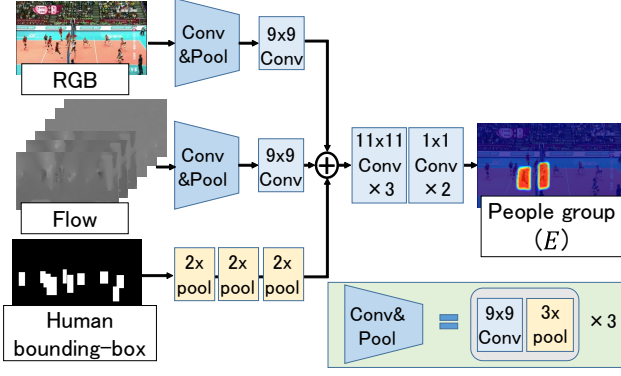 RGB
Conv
&Pool
9x9
Conv
Flow
Conv
&Pool
9x9
Conv
11x11
Conv
×3
1x1
Conv
×2
People group
(E)
Human
bounding-box
2x
pool
2x
pool
2x
pool
Conv&
Pool
=
9x9
Conv
3x
pool
×3